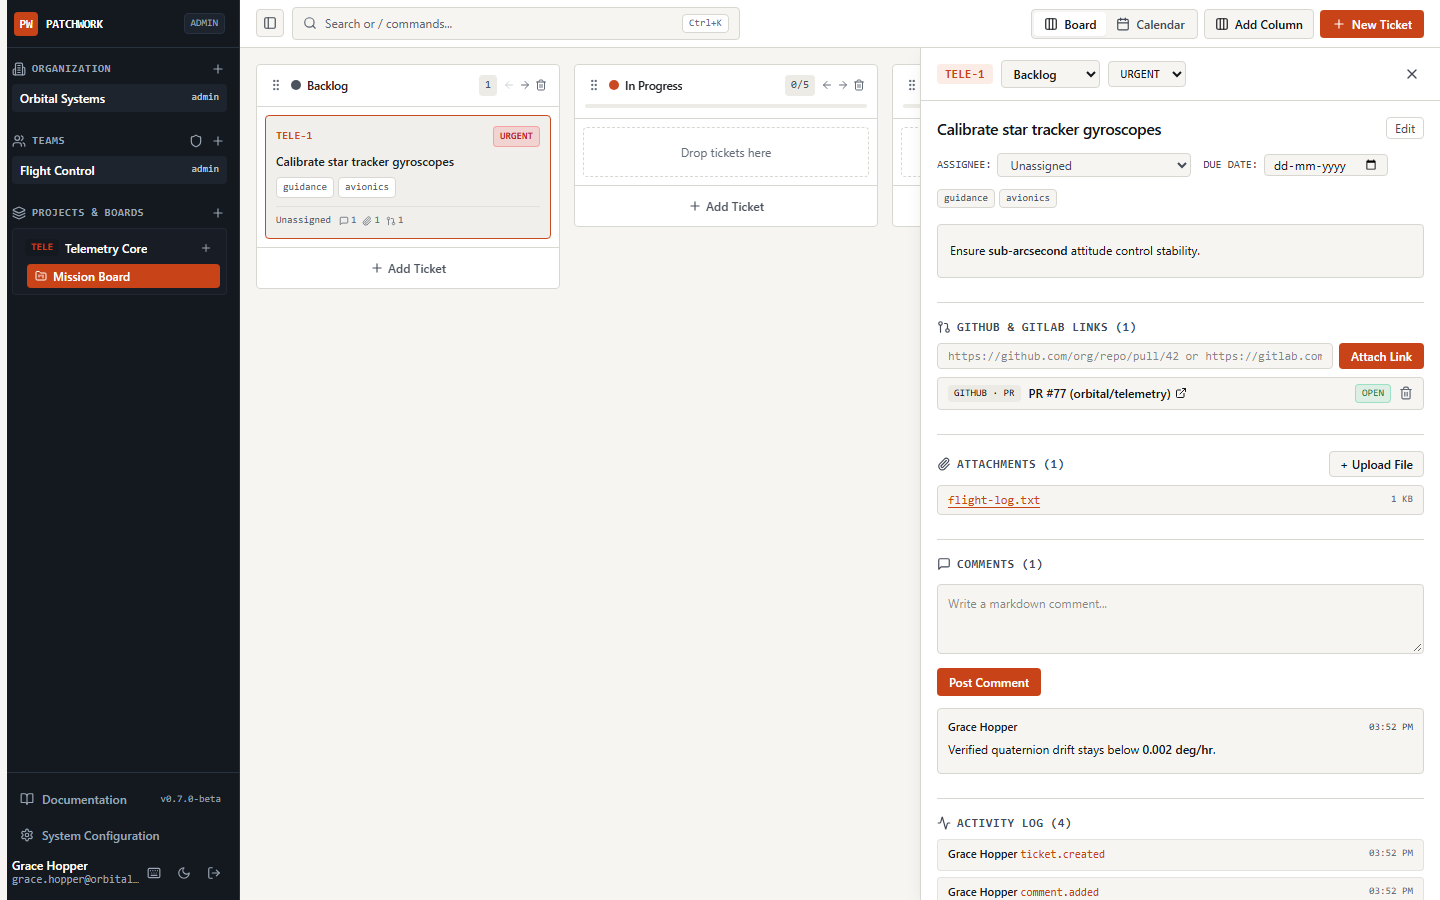 PW PATCHWORK ADMIN
ORGANIZATION
Orbital Systems admin
TEAMS
Flight Control admin
PROJECTS & BOARDS
TELE Telemetry Core
Mission Board
Documentation v0.7.0-beta
System Configuration
Grace Hopper
grace.hopper@orbital…
Search or / commands... Ctrl+K
Board Calendar Add Column New Ticket
Backlog 1
TELE-1 URGENT
Calibrate star tracker gyroscopes
guidance avionics
Unassigned 1 1 1
Add Ticket
In Progress 0/5
Drop tickets here
Add Ticket
TELE-1 Backlog URGENT
Calibrate star tracker gyroscopes Edit
ASSIGNEE: Unassigned DUE DATE: dd-mm-yyyy
guidance avionics
Ensure sub-arcsecond attitude control stability.
GITHUB & GITLAB LINKS (1)
https://github.com/org/repo/pull/42 or https://gitlab.com Attach Link
GITHUB · PR PR #77 (orbital/telemetry) OPEN
ATTACHMENTS (1) + Upload File
flight-log.txt 1 KB
COMMENTS (1)
Write a markdown comment...
Post Comment
Grace Hopper 03:52 PM
Verified quaternion drift stays below 0.002 deg/hr.
ACTIVITY LOG (4)
Grace Hopper ticket.created 03:52 PM
Grace Hopper comment.added 03:52 PM